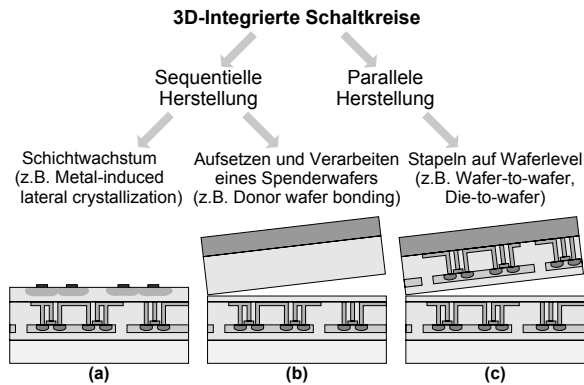 3D-Integrierte Schaltkreise
Sequentielle
Herstellung
Parallele
Herstellung
Schichtwachstum
(z.B. Metal-induced
lateral crystallization)
Aufsetzen und Verarbeiten
eines Spenderwafers
(z.B. Donor wafer bonding)
Stapeln auf Waferlevel
(z.B. Wafer-to-wafer,
Die-to-wafer)
(a)
(b)
(c)